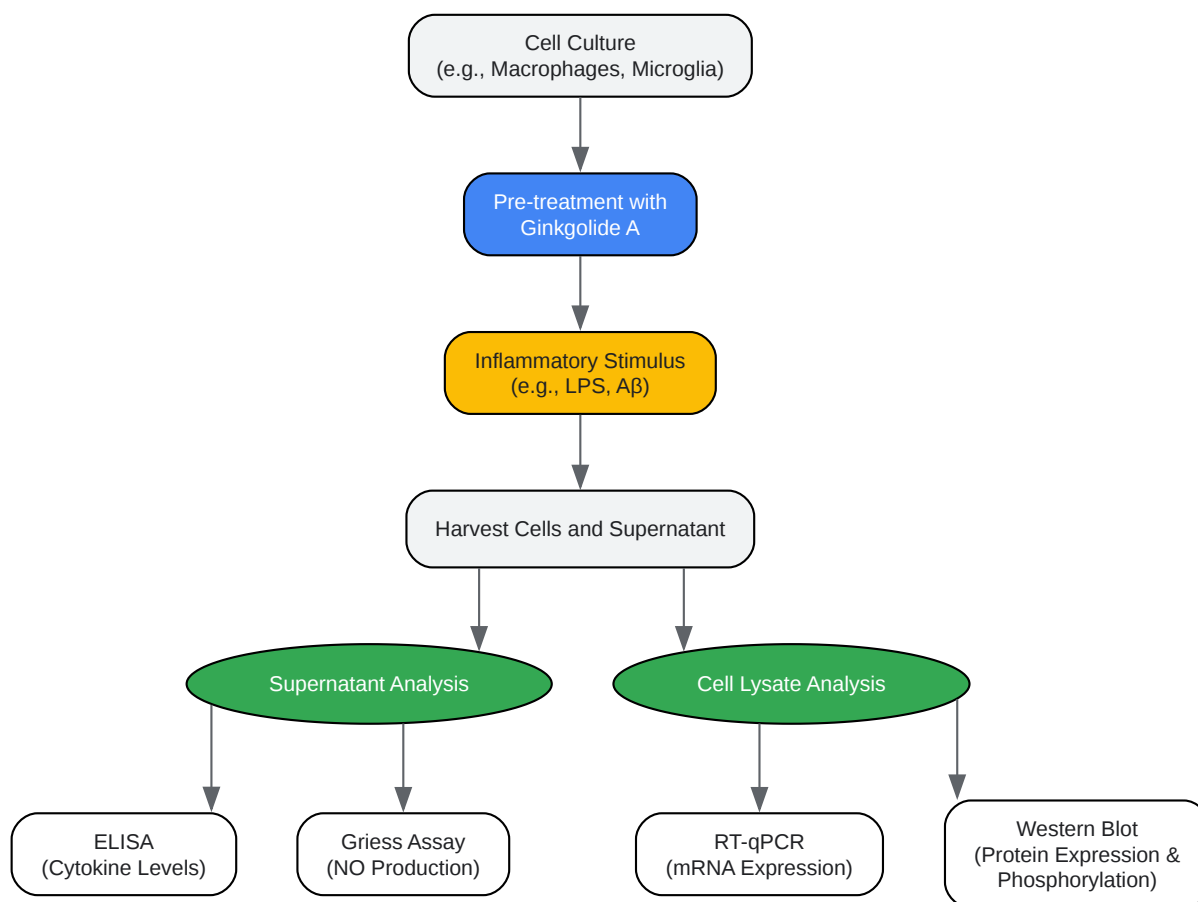 Cell Culture
(e.g., Macrophages, Microglia)
Pre-treatment with
Ginkgolide A
Inflammatory Stimulus
(e.g., LPS, Aβ)
Harvest Cells and Supernatant
Supernatant Analysis
Cell Lysate Analysis
ELISA
(Cytokine Levels)
Griess Assay
(NO Production)
RT-qPCR
(mRNA Expression)
Western Blot
(Protein Expression &
Phosphorylation)